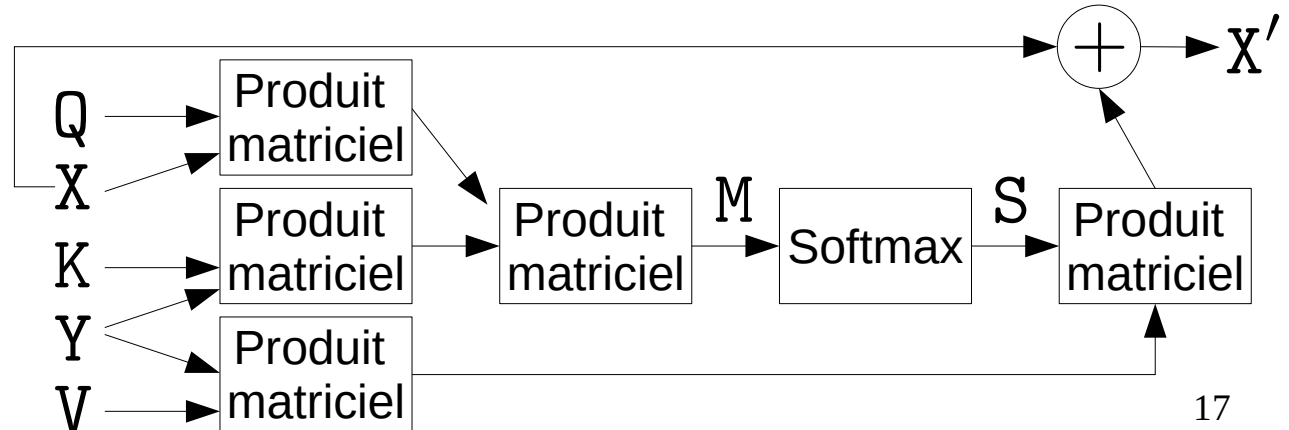 X′
Q
X
K
Y
V
Produit
matriciel
Produit
matriciel
Produit
matriciel
Produit
matriciel
M
Softmax
S
Produit
matriciel
17